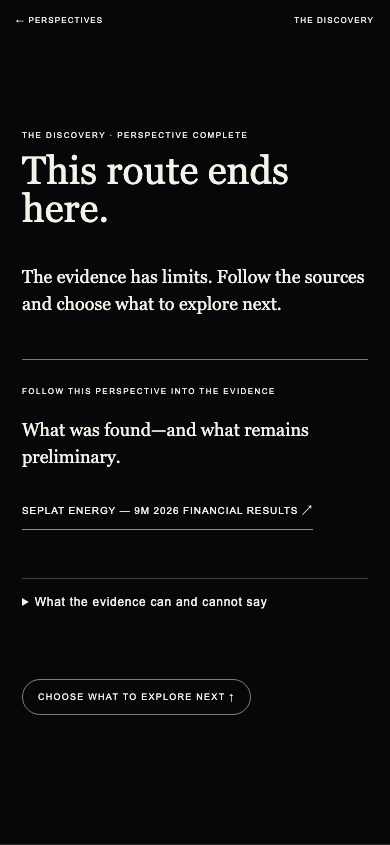 ← PERSPECTIVES
THE DISCOVERY
THE DISCOVERY · PERSPECTIVE COMPLETE
This route ends
here.
The evidence has limits. Follow the sources
and choose what to explore next.
FOLLOW THIS PERSPECTIVE INTO THE EVIDENCE
What was found—and what remains
preliminary.
SEPLAT ENERGY — 9M 2026 FINANCIAL RESULTS ↗
▶ What the evidence can and cannot say
CHOOSE WHAT TO EXPLORE NEXT ↑